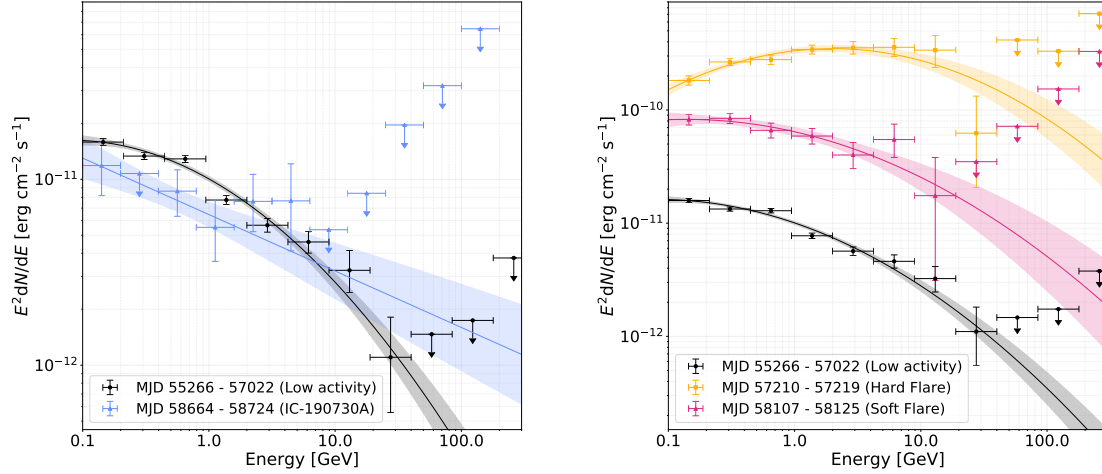 E²dN/dE [erg cm⁻² s⁻¹]
10⁻¹¹
10⁻¹²
MJD 55266 - 57022 (Low activity)
MJD 58664 - 58724 (IC-190730A)
0.1 1.0 10.0 100.0
Energy [GeV]
E²dN/dE [erg cm⁻² s⁻¹]
10⁻¹⁰
10⁻¹¹
10⁻¹²
MJD 55266 - 57022 (Low activity)
MJD 57210 - 57219 (Hard Flare)
MJD 58107 - 58125 (Soft Flare)
0.1 1.0 10.0 100.0
Energy [GeV]